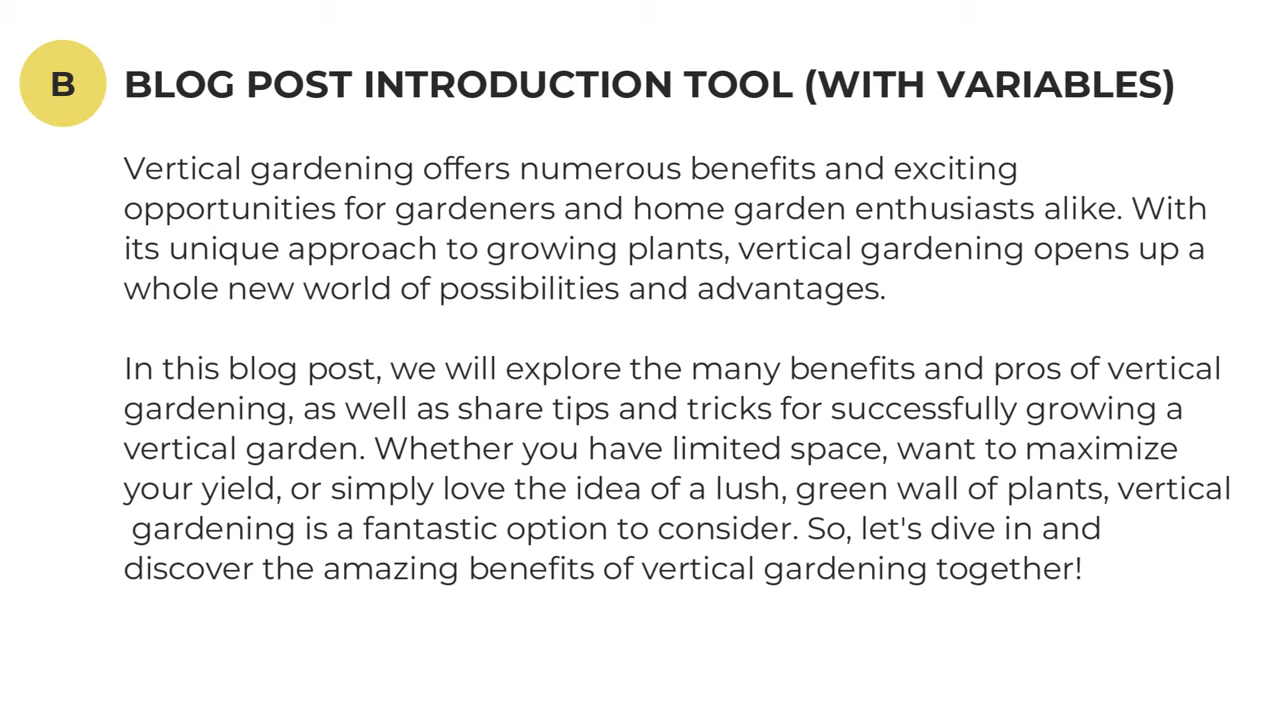 B
BLOG POST INTRODUCTION TOOL (WITH VARIABLES)
Vertical gardening offers numerous benefits and exciting
opportunities for gardeners and home garden enthusiasts alike. With
its unique approach to growing plants, vertical gardening opens up a
whole new world of possibilities and advantages.
In this blog post, we will explore the many benefits and pros of vertical
gardening, as well as share tips and tricks for successfully growing a
vertical garden. Whether you have limited space, want to maximize
your yield, or simply love the idea of a lush, green wall of plants, vertical
gardening is a fantastic option to consider. So, let's dive in and
discover the amazing benefits of vertical gardening together!